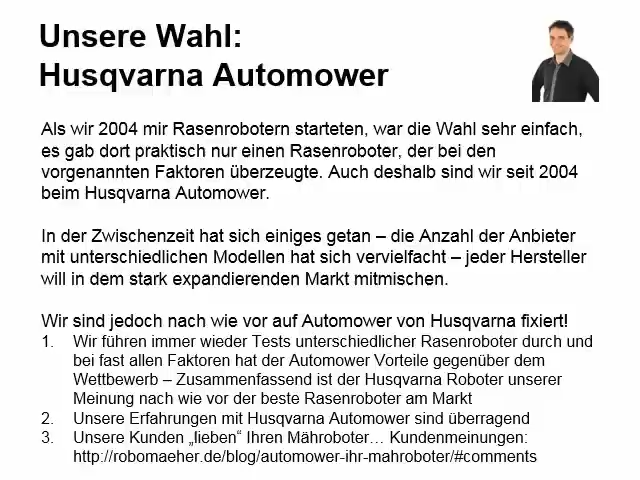 Unsere Wahl:
Husqvarna Automower
Als wir 2004 mir Rasenrobotern starteten, war die Wahl sehr einfach,
es gab dort praktisch nur einen Rasenroboter, der bei den
vorgenannten Faktoren überzeugte. Auch deshalb sind wir seit 2004
beim Husqvarna Automower.
In der Zwischenzeit hat sich einiges getan – die Anzahl der Anbieter
mit unterschiedlichen Modellen hat sich vervielfacht – jeder Hersteller
will in dem stark expandierenden Markt mitmischen.
Wir sind jedoch nach wie vor auf Automower von Husqvarna fixiert!
1. Wir führen immer wieder Tests unterschiedlicher Rasenroboter durch und
bei fast allen Faktoren hat der Automower Vorteile gegenüber dem
Wettbewerb – Zusammenfassend ist der Husqvarna Roboter unserer
Meinung nach wie vor der beste Rasenroboter am Markt
2. Unsere Erfahrungen mit Husqvarna Automower sind überragend
3. Unsere Kunden „lieben“ Ihren Mähroboter… Kundenmeinungen:
http://robomaeher.de/blog/automower-ihr-mahroboter/#comments